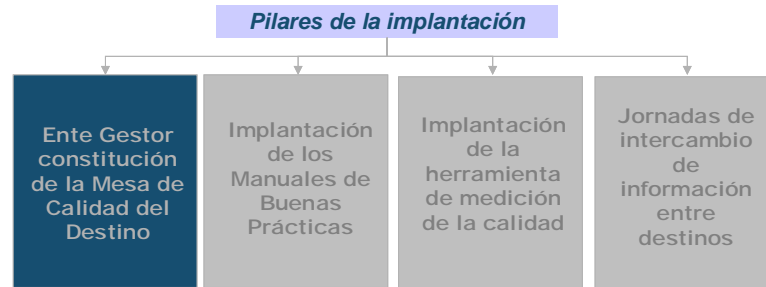 Pilares de la implantación
Ente Gestor
constitución
de la Mesa de
Calidad del
Destino
Implantación
de los
Manuales de
Buenas
Prácticas
Implantación
de la
herramienta
de medición
de la calidad
Jornadas de
intercambio
de
información
entre
destinos